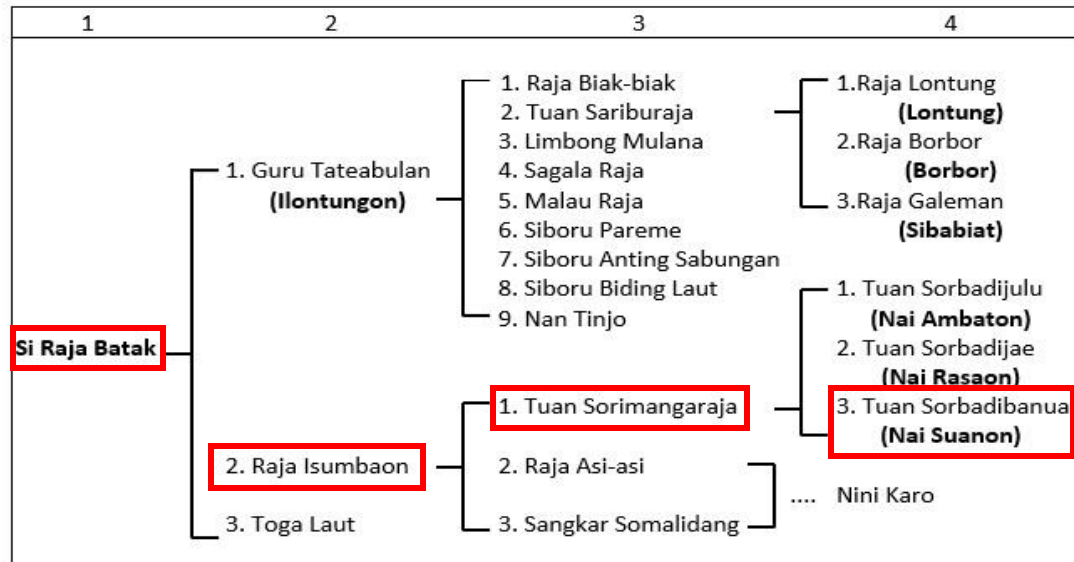 1 2 3 4
Si Raja Batak
1. Guru Tateabulan
(Ilontungon)
2. Raja Isumbaon
3. Toga Laut
1. Raja Biak-biak
2. Tuan Sariburaja
3. Limbong Mulana
4. Sagala Raja
5. Malau Raja
6. Siboru Pareme
7. Siboru Anting Sabungan
8. Siboru Biding Laut
9. Nan Tinjo
1. Tuan Sorimangaraja
2. Raja Asi-asi
3. Sangkar Somalidang
1.Raja Lontung
(Lontung)
2.Raja Borbor
(Borbor)
3.Raja Galeman
(Sibabiat)
1. Tuan Sorbadijulu
(Nai Ambaton)
2. Tuan Sorbadijae
(Nai Rasaon)
3. Tuan Sorbadibanua
(Nai Suanon)
.... Nini Karo